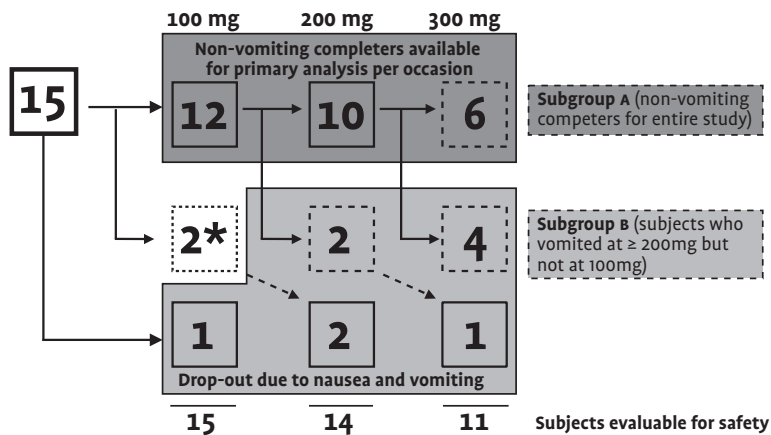 100 mg 200 mg 300 mg
Non-vomiting completers available
for primary analysis per occasion
15
12 10 6
Subgroup A (non-vomiting
competers for entire study)
2* 2 4
Subgroup B (subjects who
vomited at ≥ 200mg but
not at 100mg)
1 2 1
Drop-out due to nausea and vomiting
15 14 11 Subjects evaluable for safety